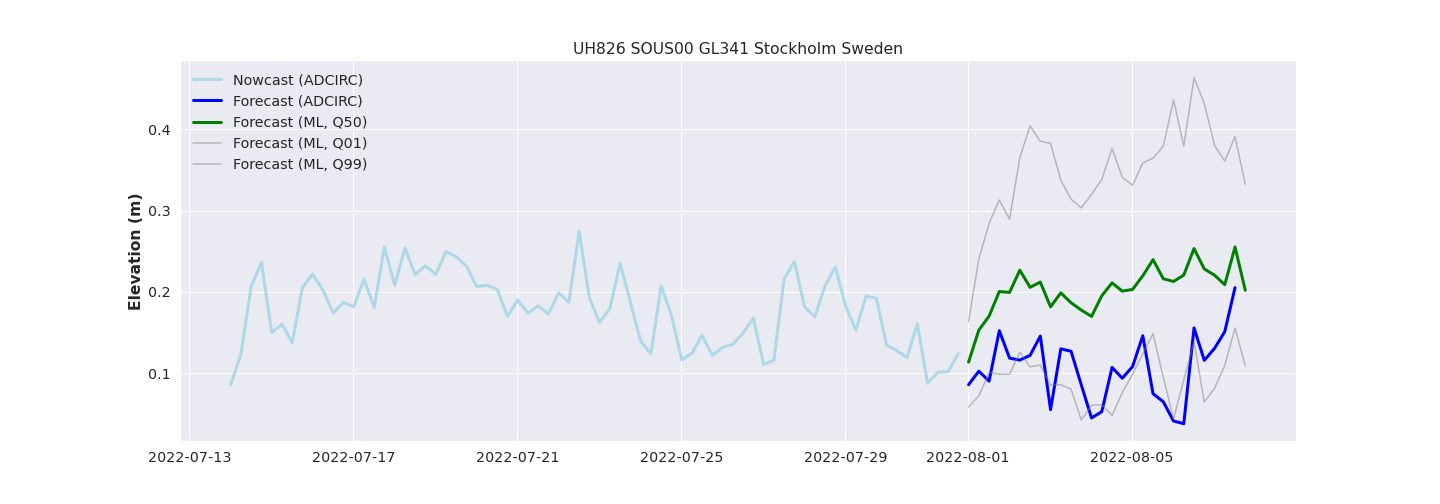 UH826 SOUS00 GL341 Stockholm Sweden
Nowcast (ADCIRC)
Forecast (ADCIRC)
Forecast (ML, Q50)
Forecast (ML, Q01)
Forecast (ML, Q99)
Elevation (m)
0.4
0.3
0.2
0.1
2022-07-13 2022-07-17 2022-07-21 2022-07-25 2022-07-29 2022-08-01 2022-08-05